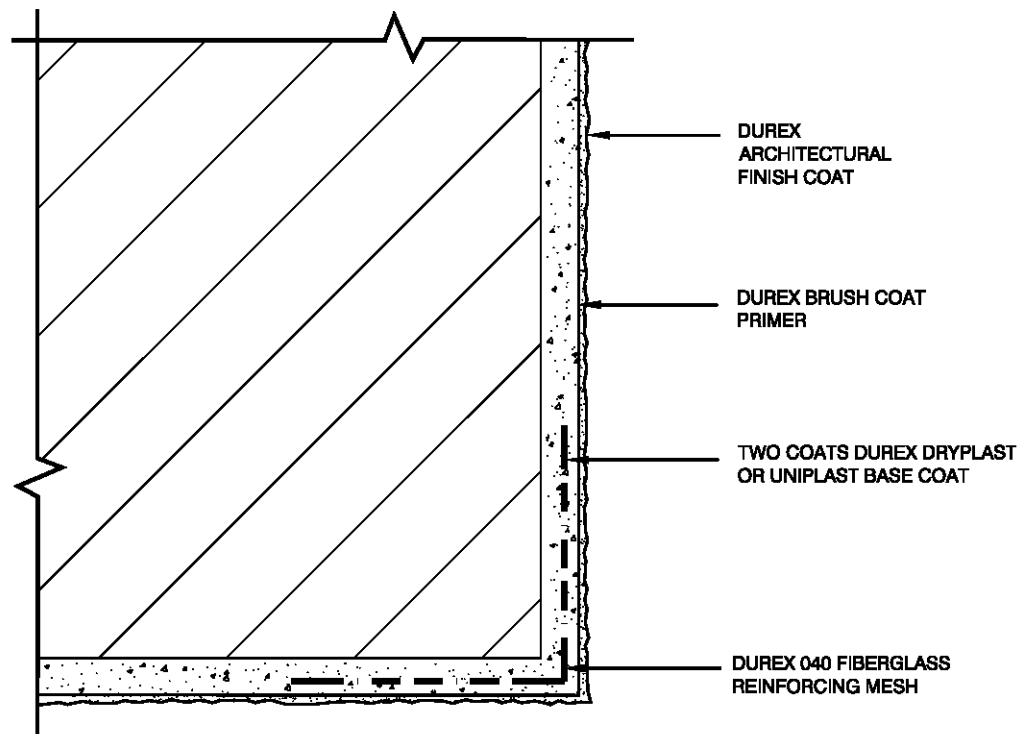 DUREX
ARCHITECTURAL
FINISH COAT
DUREX BRUSH COAT
PRIMER
TWO COATS DUREX DRYPLAST
OR UNIPLAST BASE COAT
DUREX 040 FIBERGLASS
REINFORCING MESH